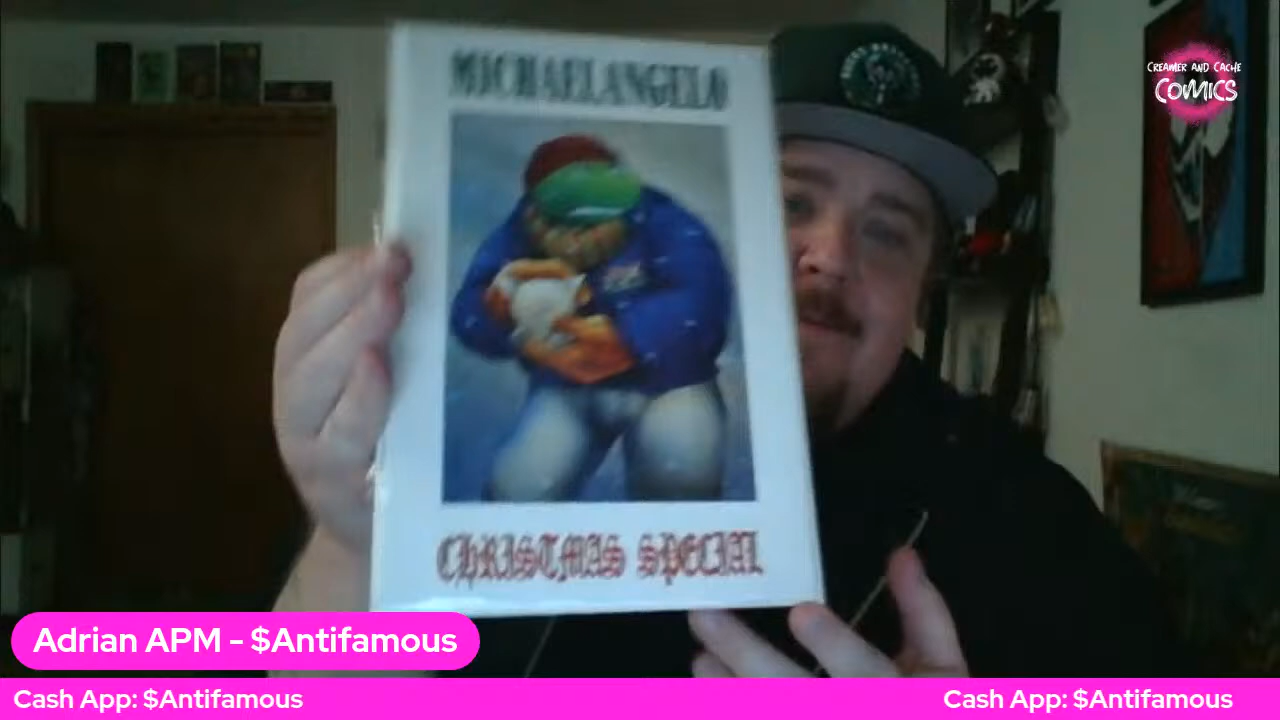 MICHAELANGELO
CREAMER AND CACHE
COMICS
CHRISTMAS SPECIAL
Adrian APM - $Antifamous
Cash App: $Antifamous
Cash App: $Antifamous